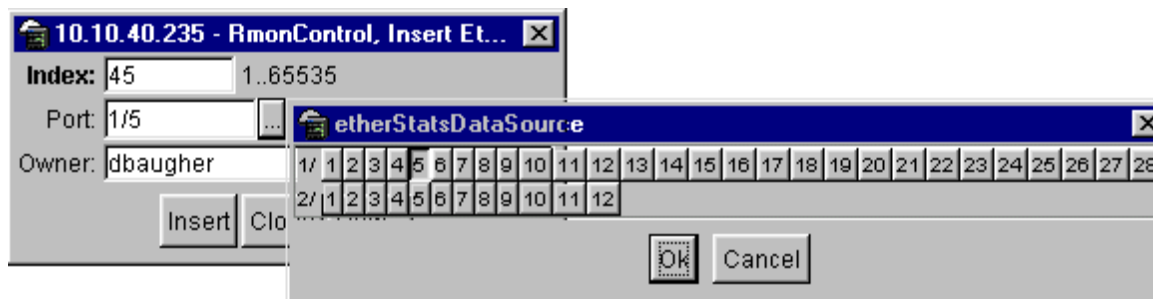 10.10.40.235 - RmonControl, Insert Et...
Index: 45 1..65535
Port: 1/5 ...
Owner: dbaugher
Insert
etherStatsDataSource
1/ 1 2 3 4 5 6 7 8 9 10 11 12 13 14 15 16 17 18 19 20 21 22 23 24 25 26 27 28
2/ 1 2 3 4 5 6 7 8 9 10 11 12
Ok Cancel